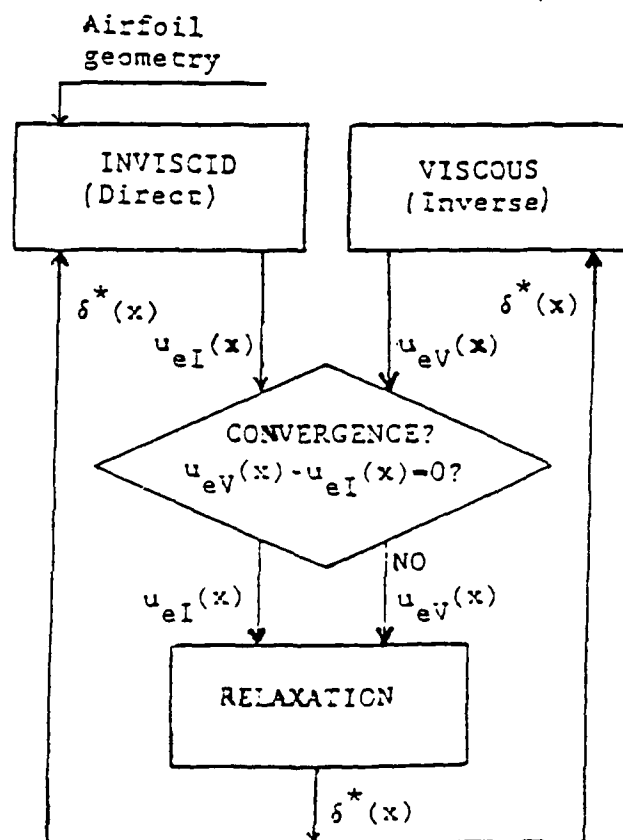 Airfoil
geometry
INVISCID
(Direct)
VISCOUS
(Inverse)
δ*(x)
u_eI(x)
u_eV(x)
δ*(x)
CONVERGENCE?
u_eV(x)-u_eI(x)=0?
NO
u_eI(x)
u_eV(x)
RELAXATION
δ*(x)